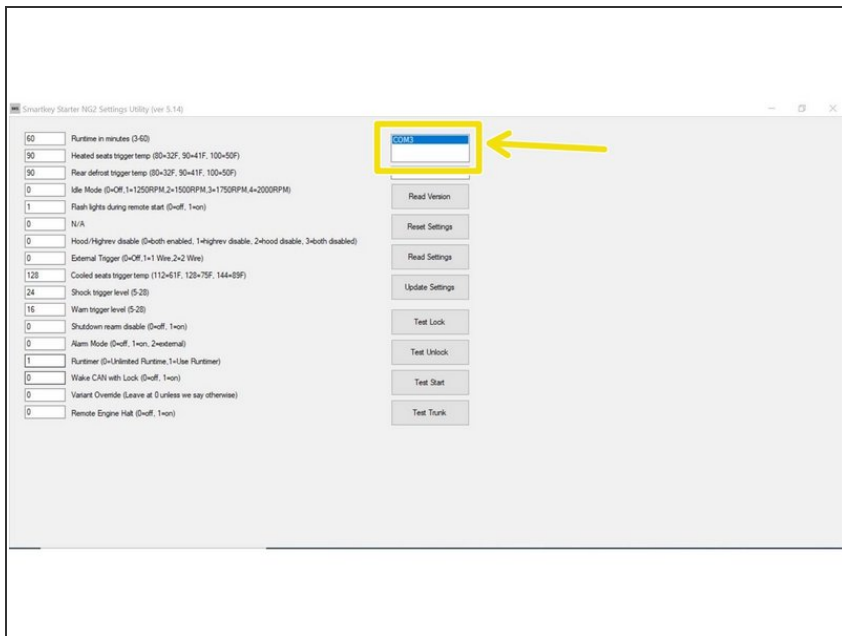 Smartkey Starter NG2 Settings Utility (ver 5.14)
60 Runtime in minutes (3-60)
90 Heated seats trigger temp (80=32F, 90=41F, 100=50F)
90 Rear defrost trigger temp (80=32F, 90=41F, 100=50F)
0 Idle Mode (0=Off,1=1250RPM,2=1500RPM,3=1750RPM,4=2000RPM)
1 Flash lights during remote start (0=off, 1=on)
0 N/A
0 Hood/Highrev disable (0=both enabled, 1=highrev disable, 2=hood disable, 3=both disabled)
0 External Trigger (0=Off,1=1 Wire,2=2 Wire)
128 Cooled seats trigger temp (112=61F, 128=75F, 144=89F)
24 Shock trigger level (5-28)
16 Warn trigger level (5-28)
0 Shutdown rearm disable (0=off, 1=on)
0 Alarm Mode (0=off, 1=on, 2=external)
1 Runtimer (0=Unlimited Runtime,1=Use Runtimer)
0 Wake CAN with Lock (0=off, 1=on)
0 Variant Override (Leave at 0 unless we say otherwise)
0 Remote Engine Halt (0=off, 1=on)
COM3
Read Version
Reset Settings
Read Settings
Update Settings
Test Lock
Test Unlock
Test Start
Test Trunk